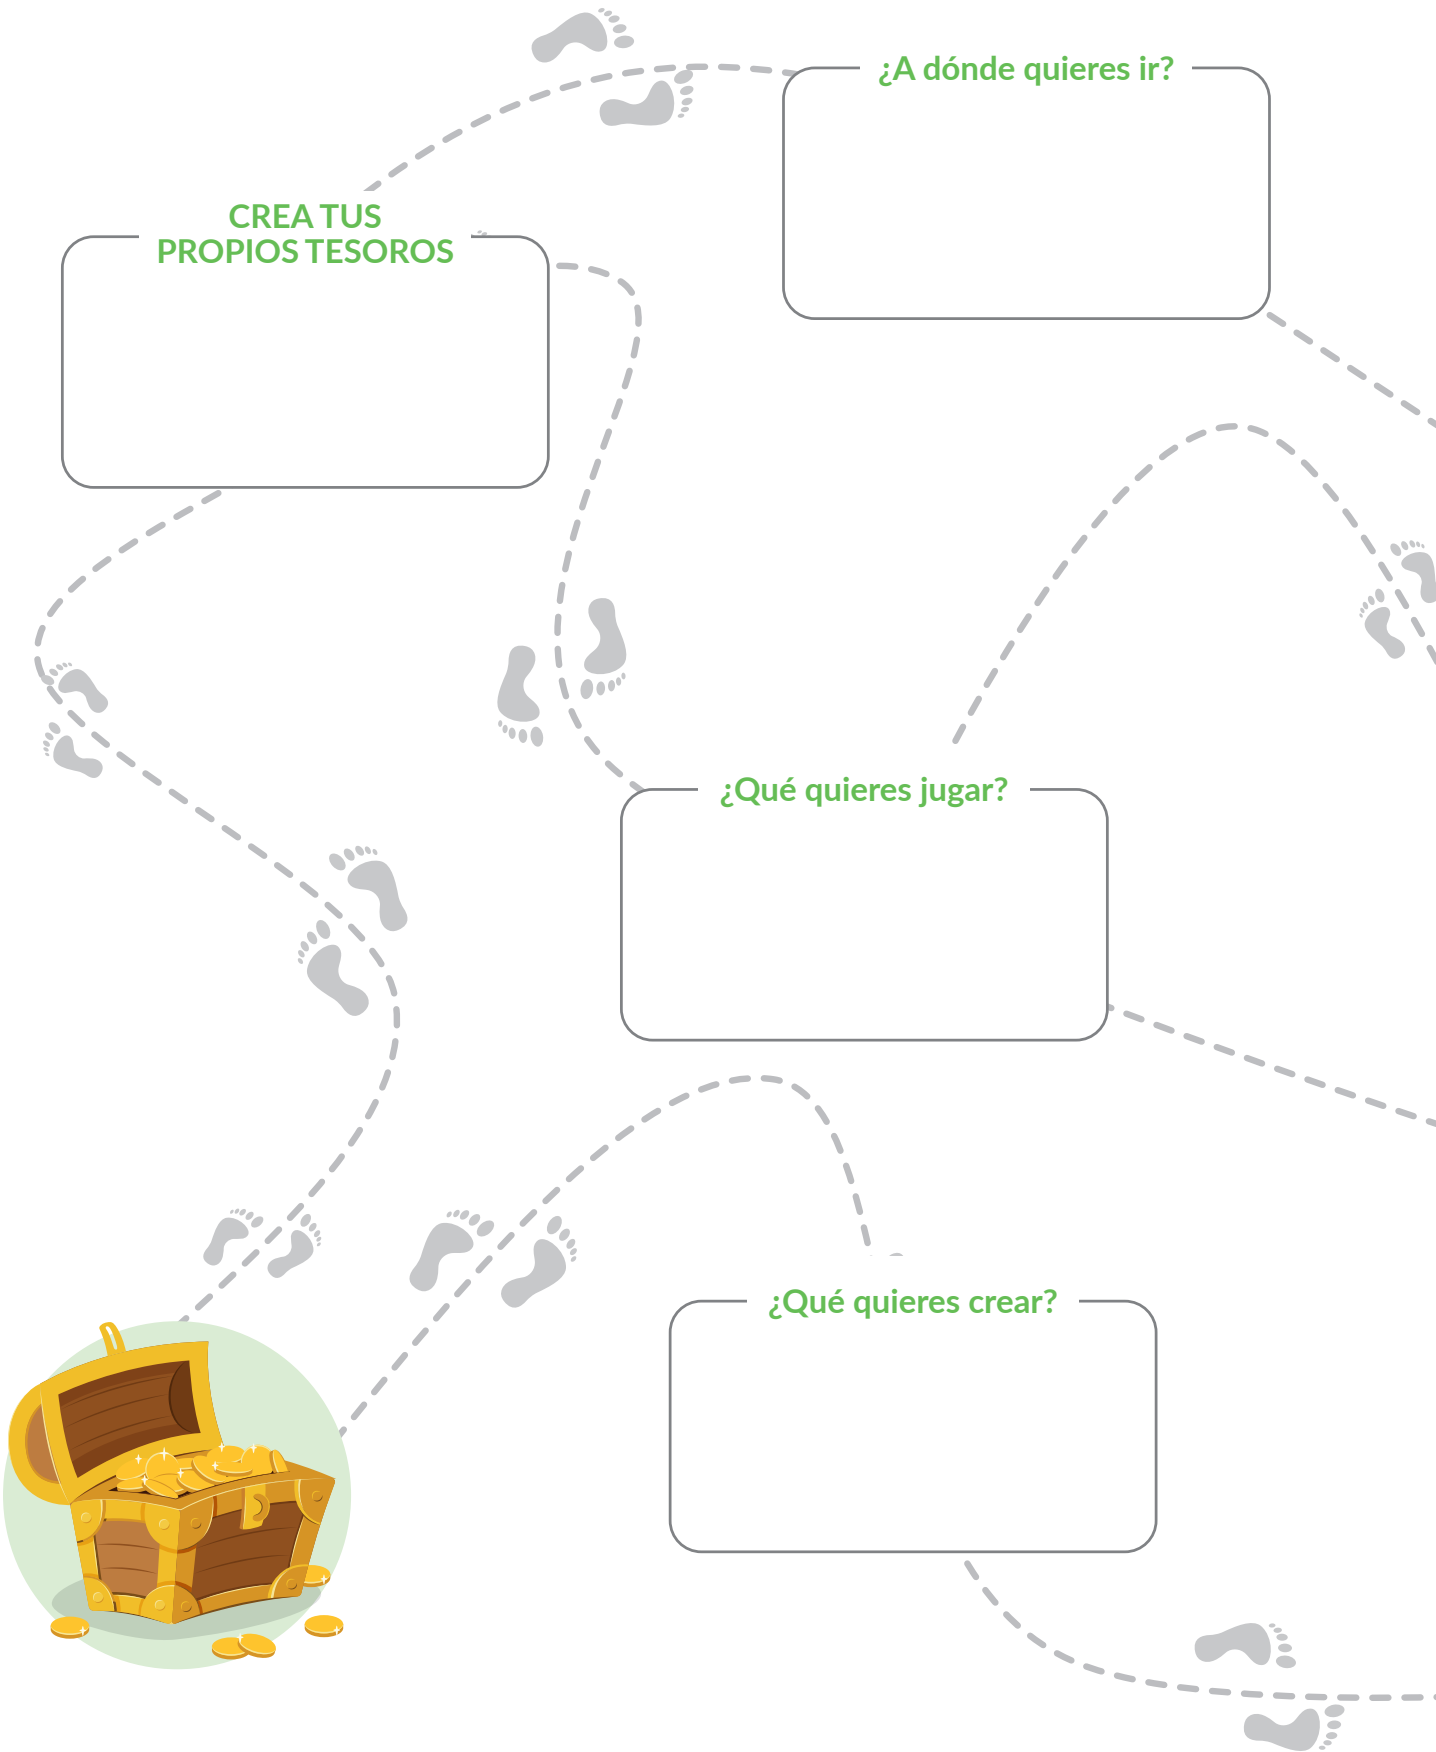 ¿A dónde quieres ir?
CREA TUS
PROPIOS TESOROS
¿Qué quieres jugar?
¿Qué quieres crear?